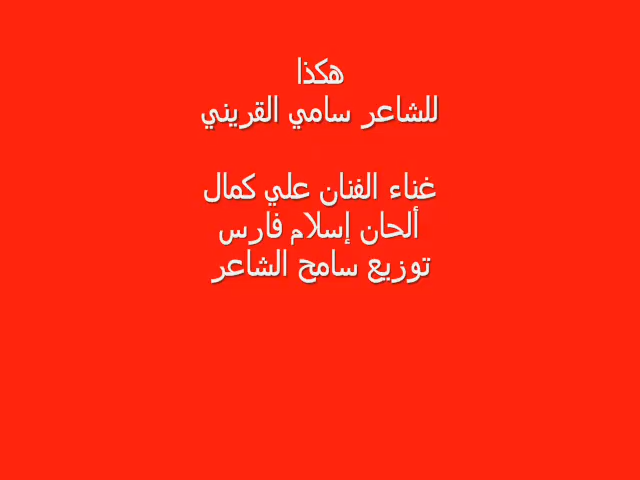 هكذا
للشاعر سامي القريني
غناء الفنان علي كمال
ألحان إسلام فارس
توزيع سامح الشاعر